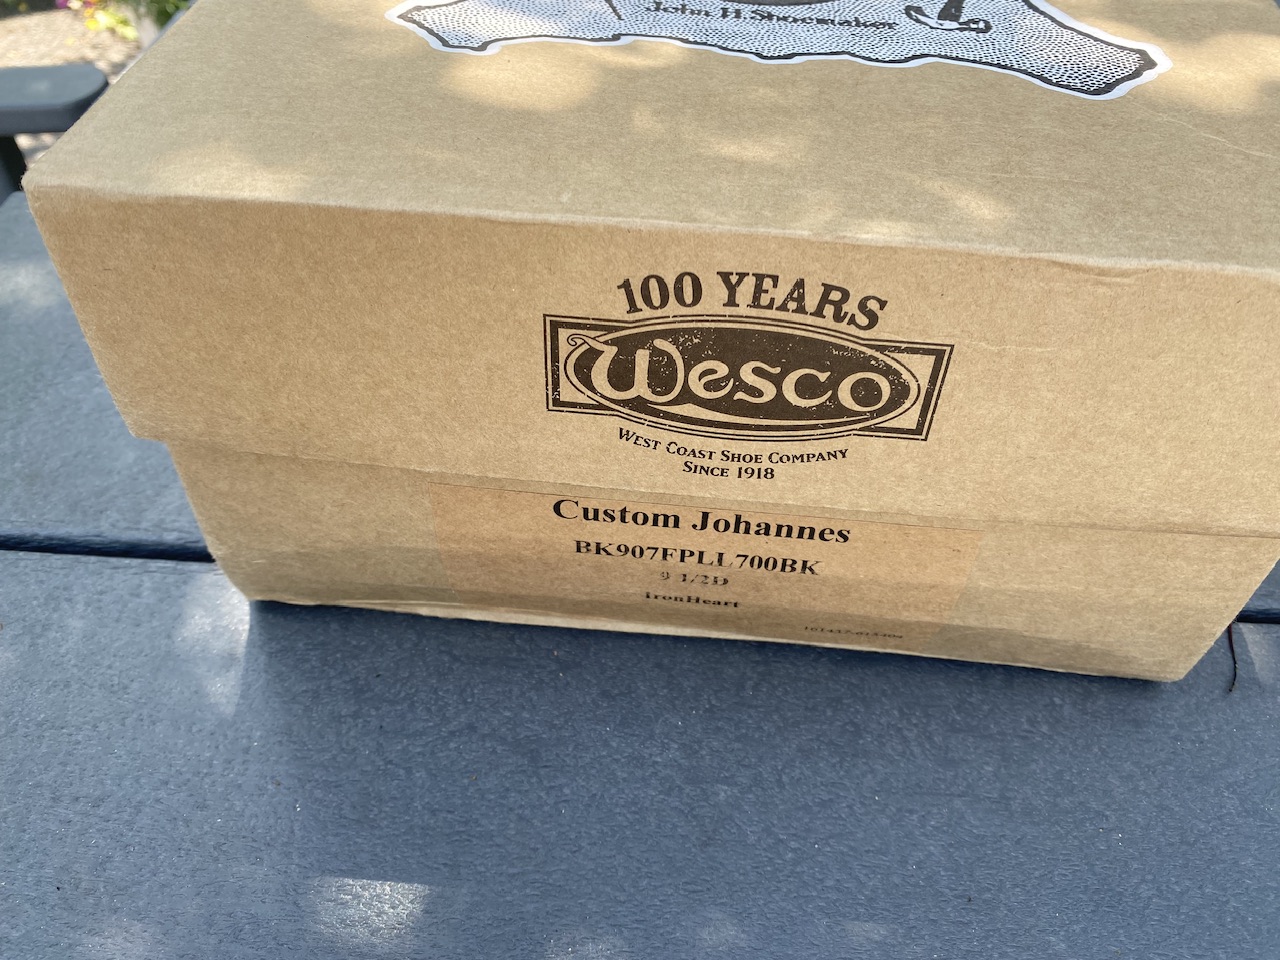 John H. Shoemaker
100 YEARS
Wesco
WEST COAST SHOE COMPANY
SINCE 1918
Custom Johannes
BK907FPLL700BK
9 1/2D
IronHeart